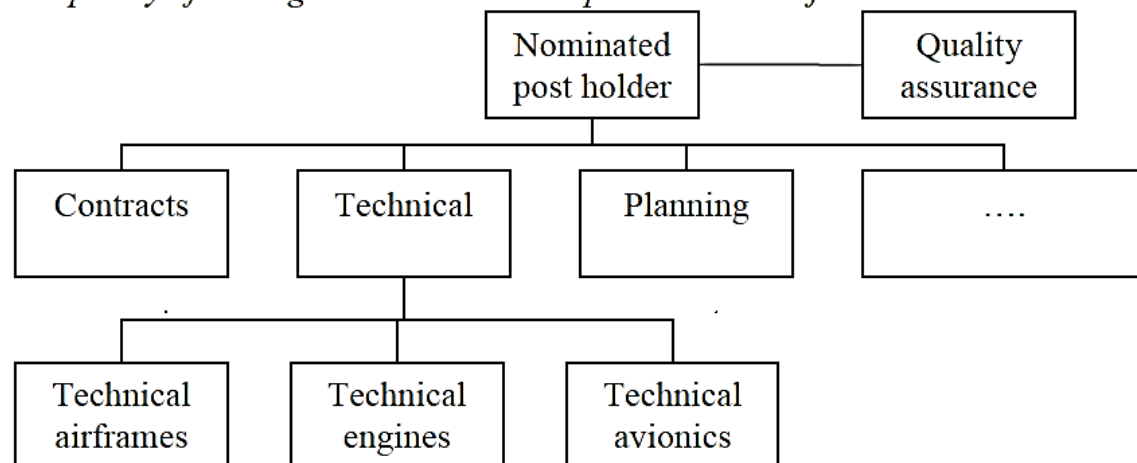 Nominated
post holder
Quality
assurance
Contracts
Technical
Planning
....
Technical
airframes
Technical
engines
Technical
avionics